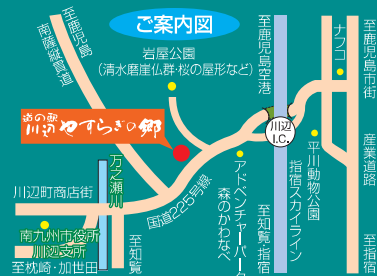 ご案内図
至鹿児島
南薩縦貫道
岩屋公園
(清水磨崖仏群・桜の屋形など)
至鹿児島空港
ナフコ
至鹿児島市街
道の駅
川辺
やすらぎの郷
川辺
I.C.
平川動物公園
産業道路
万之瀬川
川辺町商店街
国道225号線
アドベンチャーパーク
森のかわなべ
指宿スカイライン
南九州市役所
川辺支所
至枕崎・加世田
至知覧
至知覧・指宿
至指宿